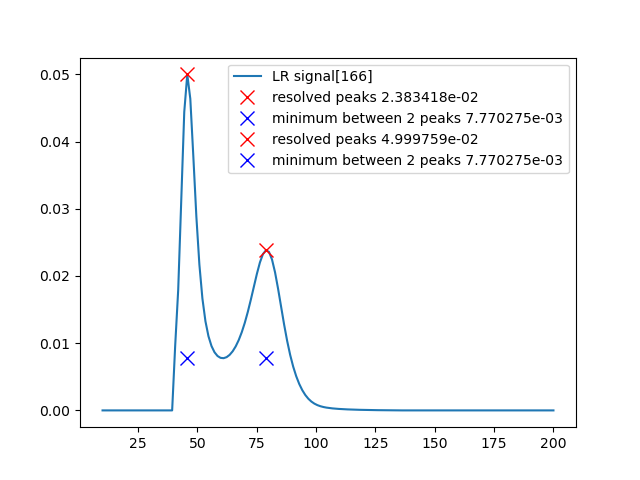 LR signal[166]
resolved peaks 2.383418e-02
minimum between 2 peaks 7.770275e-03
resolved peaks 4.999759e-02
minimum between 2 peaks 7.770275e-03
0.05
0.04
0.03
0.02
0.01
0.00
25 50 75 100 125 150 175 200